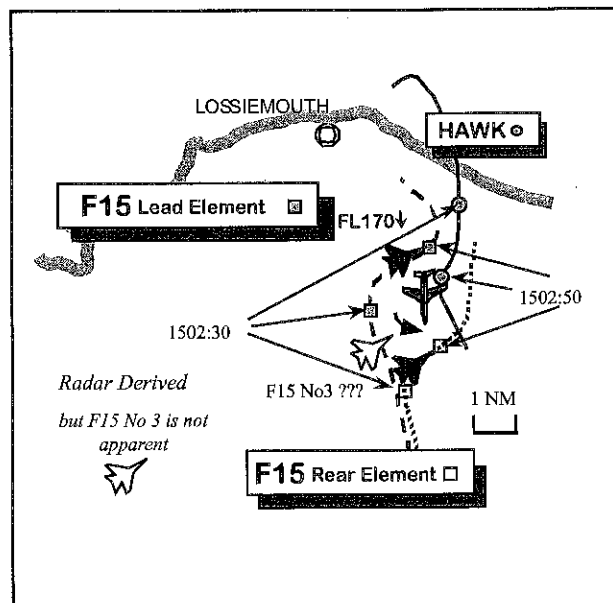 LOSSIEMOUTH
HAWK
F15 Lead Element
FL170↓
1502:30
1502:50
Radar Derived
but F15 No 3 is not
apparent
F15 No3 ???
1 NM
F15 Rear Element